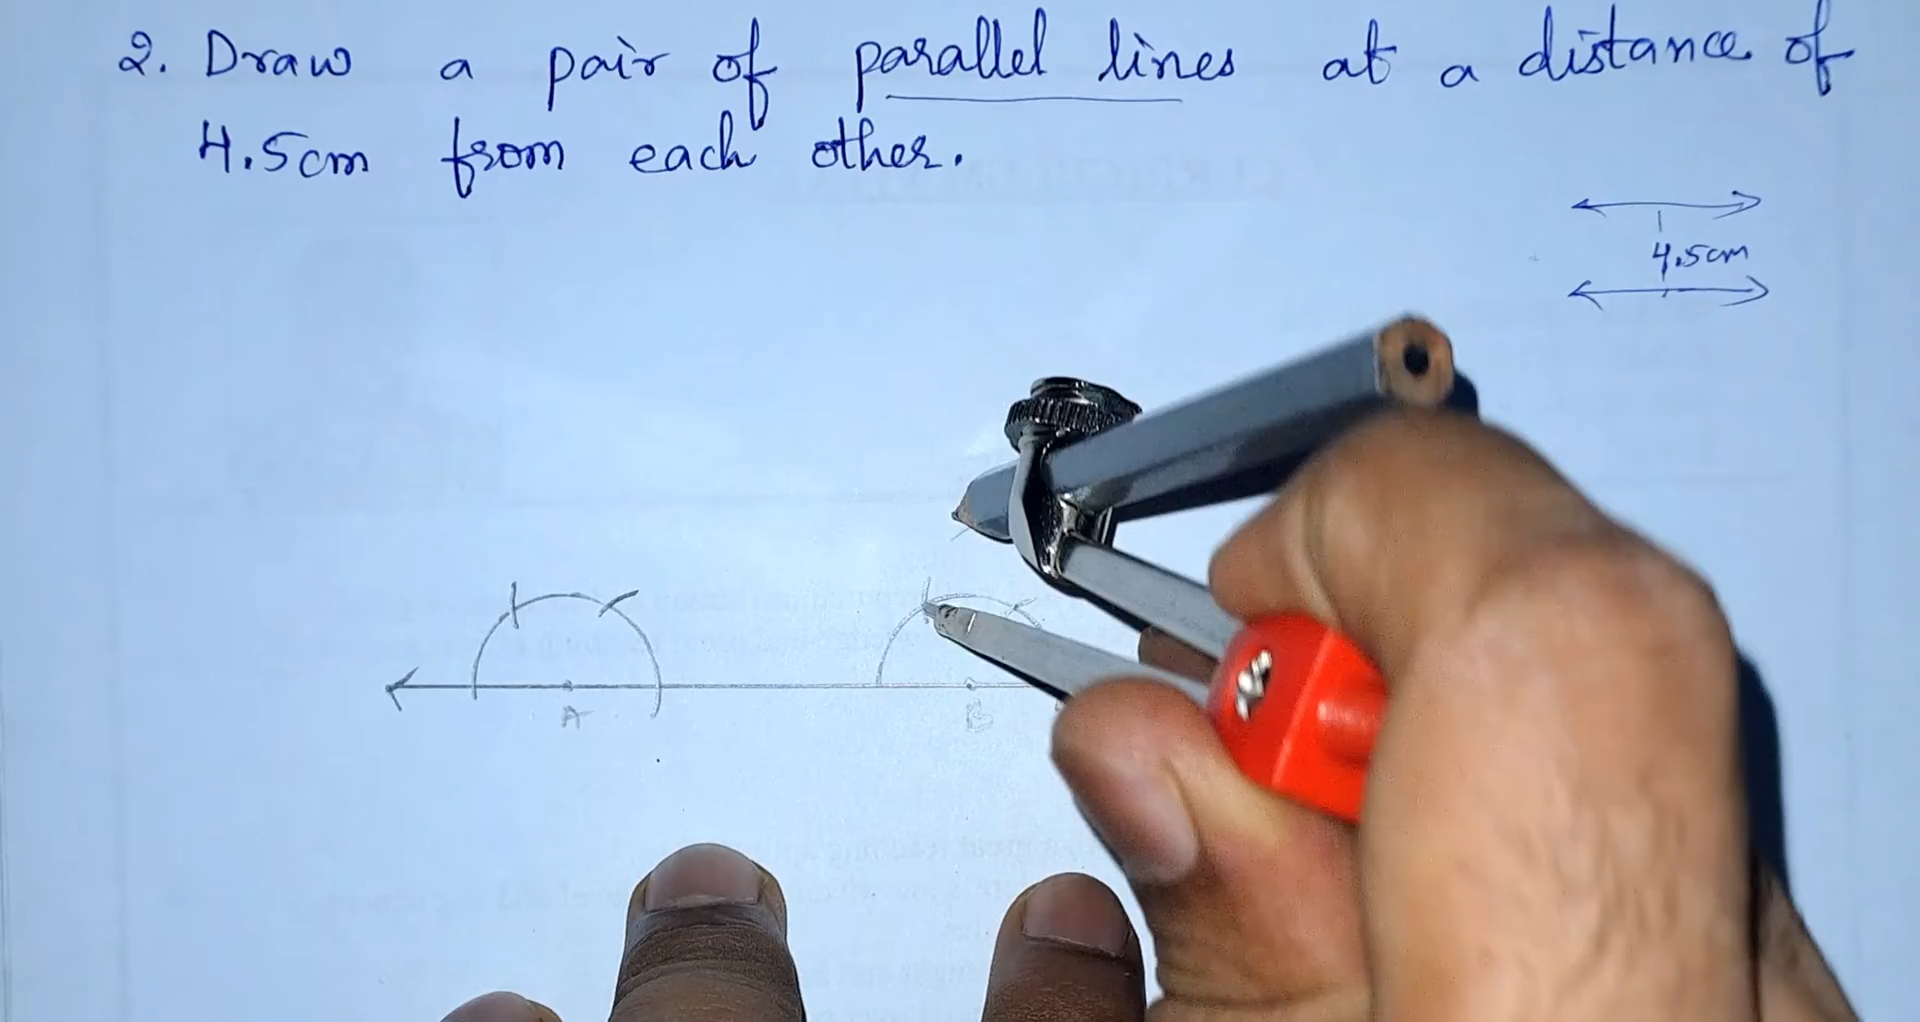 2. Draw a pair of parallel lines at a distance of
4.5cm from each other.
4.5cm
A
B